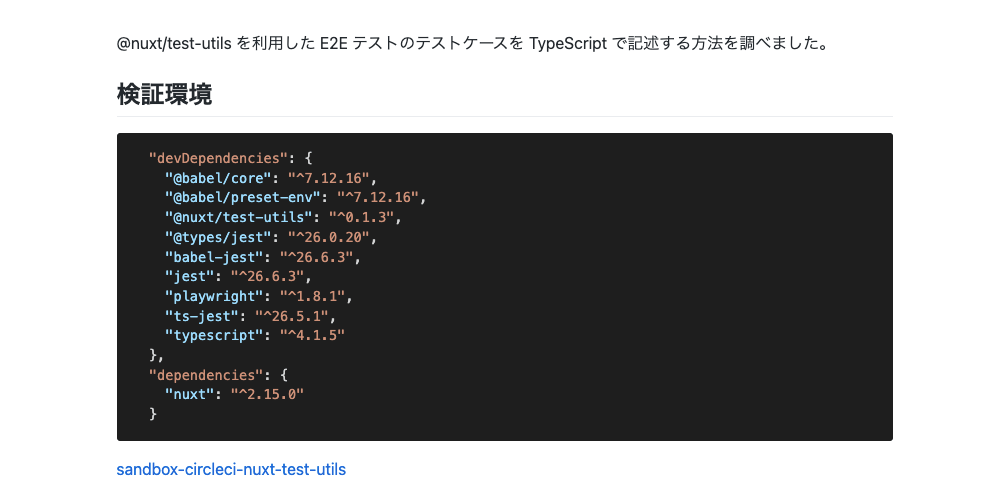 @nuxt/test-utils を利用した E2E テストのテストケースを TypeScript で記述する方法を調べました。
検証環境
"devDependencies": {
"@babel/core": "^7.12.16",
"@babel/preset-env": "^7.12.16",
"@nuxt/test-utils": "^0.1.3",
"@types/jest": "^26.0.20",
"babel-jest": "^26.6.3",
"jest": "^26.6.3",
"playwright": "^1.8.1",
"ts-jest": "^26.5.1",
"typescript": "^4.1.5"
},
"dependencies": {
"nuxt": "^2.15.0"
}
sandbox-circleci-nuxt-test-utils